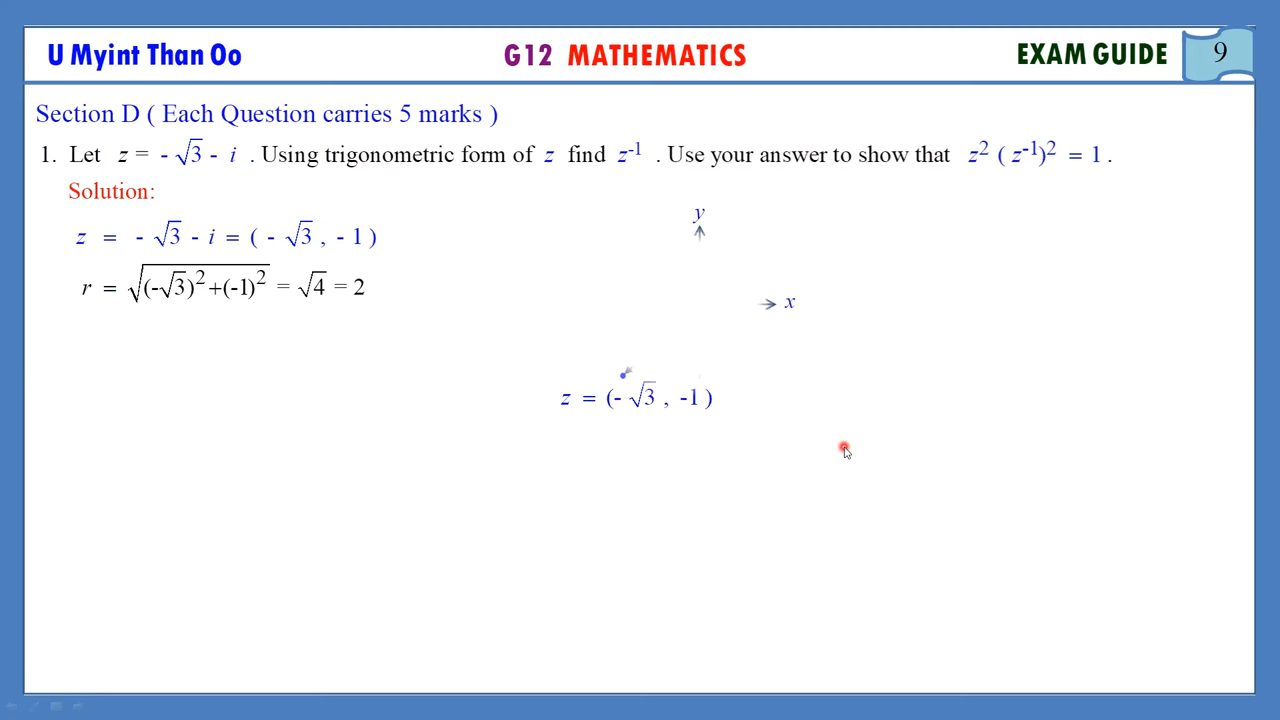 U Myint Than Oo G12 MATHEMATICS EXAM GUIDE 9
Section D ( Each Question carries 5 marks )
1. Let z = - √3 - i . Using trigonometric form of z find z⁻¹ . Use your answer to show that z² ( z⁻¹)² = 1 .
Solution:
y
z = - √3 - i = ( - √3 , - 1 )
r = √((-√3)²+(-1)²) = √4 = 2
x
z = (- √3 , -1 )